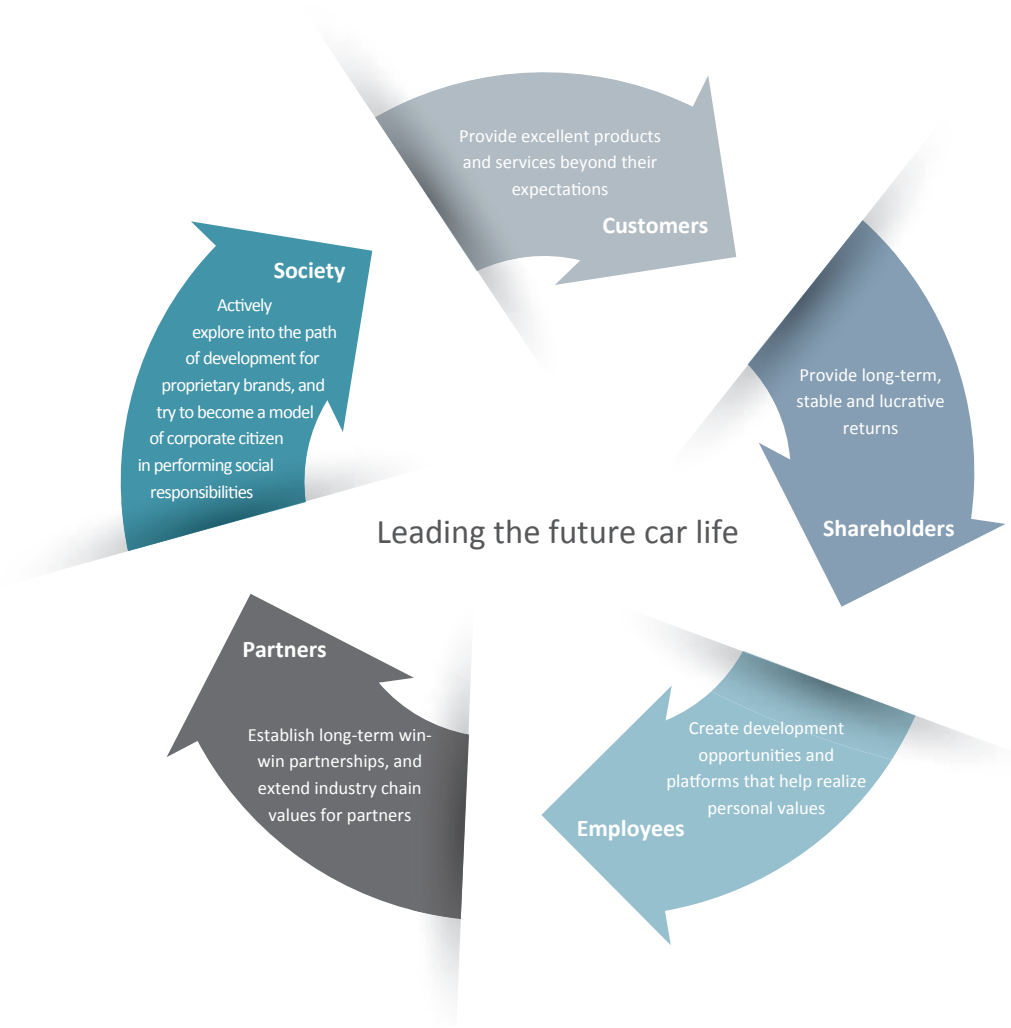 Provide excellent products
and services beyond their
expectations
Customers
Society
Actively
explore into the path
of development for
proprietary brands, and
try to become a model
of corporate citizen
in performing social
responsibilities
Provide long-term,
stable and lucrative
returns
Shareholders
Leading the future car life
Partners
Establish long-term win-
win partnerships, and
extend industry chain
values for partners
Create development
opportunities and
platforms that help realize
personal values
Employees